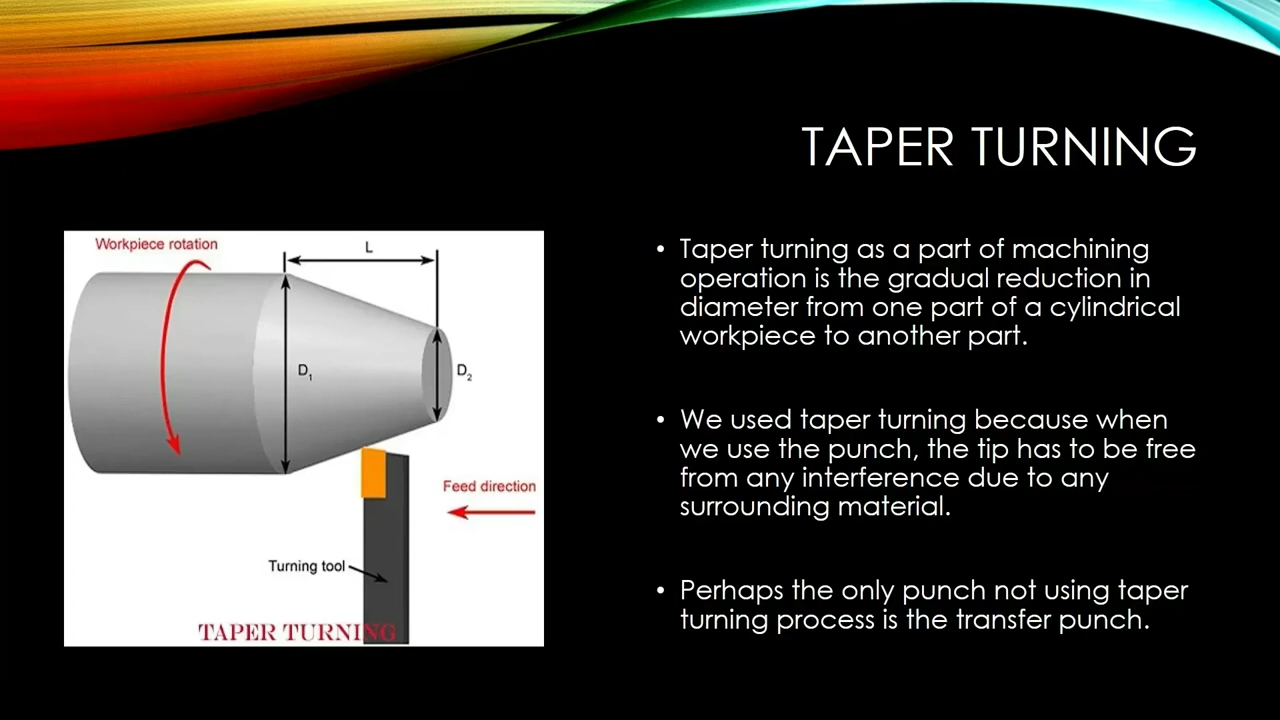 TAPER TURNING
Workpiece rotation
L
D1
D2
Feed direction
Turning tool
TAPER TURNING
• Taper turning as a part of machining
operation is the gradual reduction in
diameter from one part of a cylindrical
workpiece to another part.
• We used taper turning because when
we use the punch, the tip has to be free
from any interference due to any
surrounding material.
• Perhaps the only punch not using taper
turning process is the transfer punch.